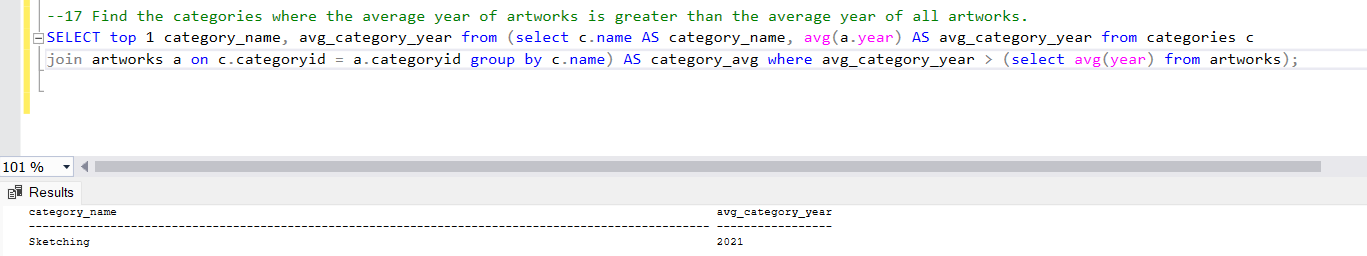 --17 Find the categories where the average year of artworks is greater than the average year of all artworks.
SELECT top 1 category_name, avg_category_year from (select c.name AS category_name, avg(a.year) AS avg_category_year from categories c
join artworks a on c.categoryid = a.categoryid group by c.name) AS category_avg where avg_category_year > (select avg(year) from artworks);
101 %
Results
category_name avg_category_year
---------------------------------------------------------------------------------------------------- -----------------
Sketching 2021